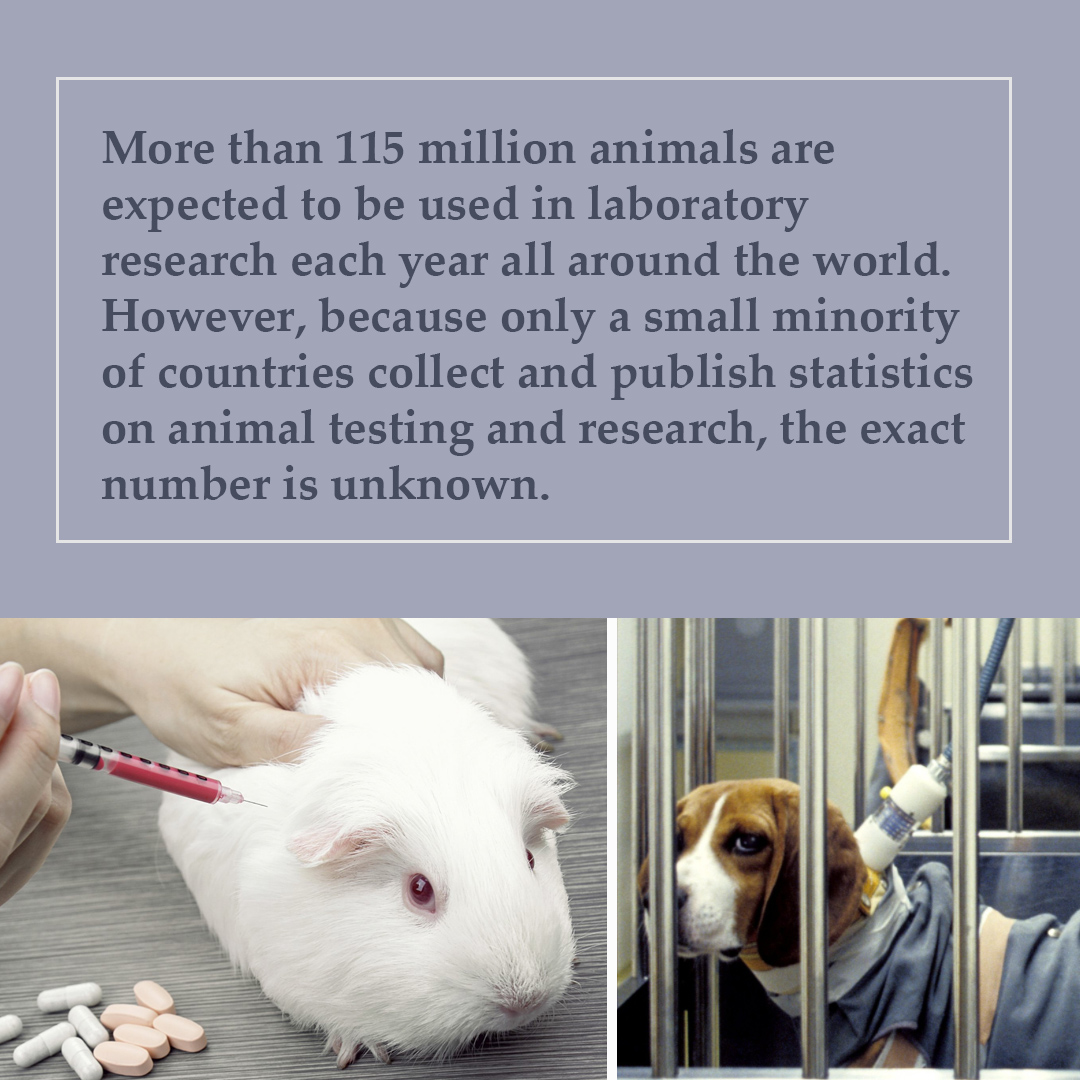 More than 115 million animals are
expected to be used in laboratory
research each year all around the world.
However, because only a small minority
of countries collect and publish statistics
on animal testing and research, the exact
number is unknown.